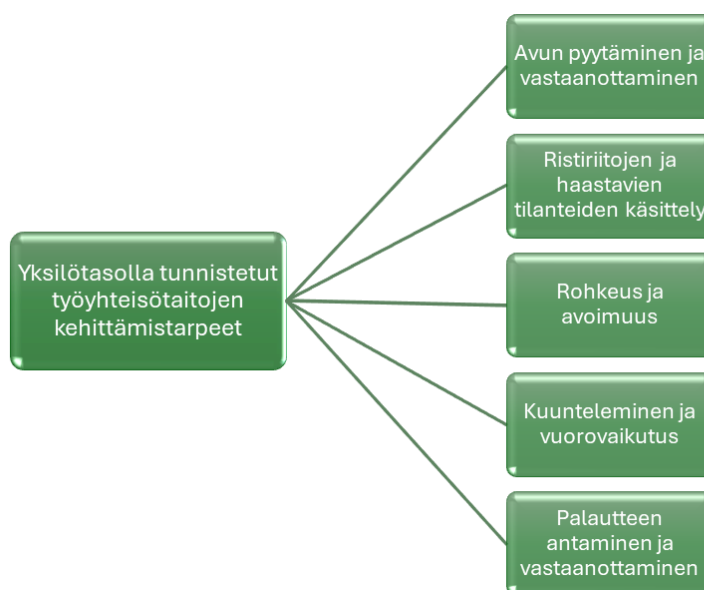 Yksilötasolla tunnistetut
työyhteisötaitojen
kehittämistarpeet
Avun pyytäminen ja
vastaanottaminen
Ristiriitojen ja
haastavien
tilanteiden käsittely
Rohkeus ja
avoimuus
Kuunteleminen ja
vuorovaikutus
Palautteen
antaminen ja
vastaanottaminen